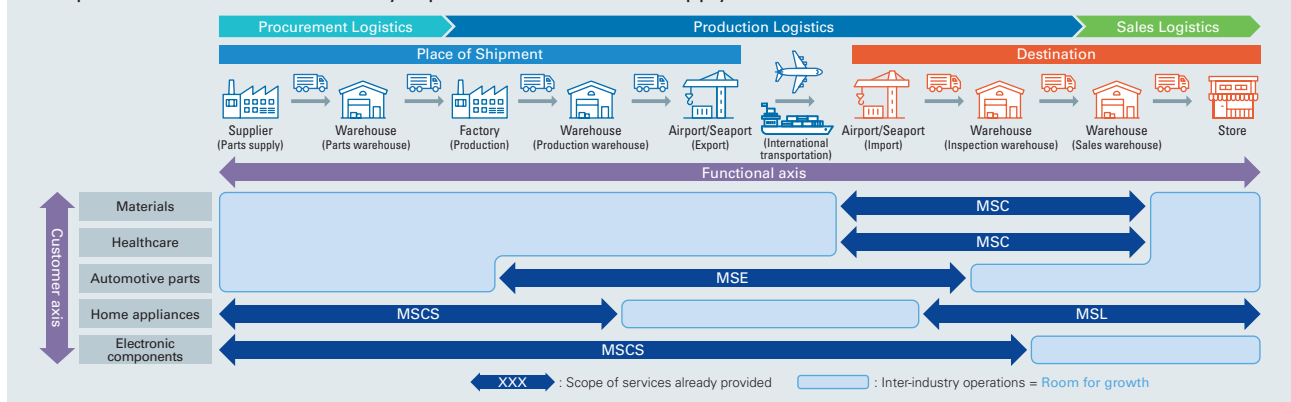 Procurement Logistics
Production Logistics
Sales Logistics
Place of Shipment
Destination
Supplier
(Parts supply)
Warehouse
(Parts warehouse)
Factory
(Production)
Warehouse
(Production warehouse)
Airport/Seaport
(Export)
(International
transportation)
Airport/Seaport
(Import)
Warehouse
(Inspection warehouse)
Warehouse
(Sales warehouse)
Store
Functional axis
Customer axis
Materials
MSC
Healthcare
MSC
Automotive parts
MSE
Home appliances
MSCS
MSL
Electronic
components
MSCS
XXX : Scope of services already provided
: Inter-industry operations = Room for growth